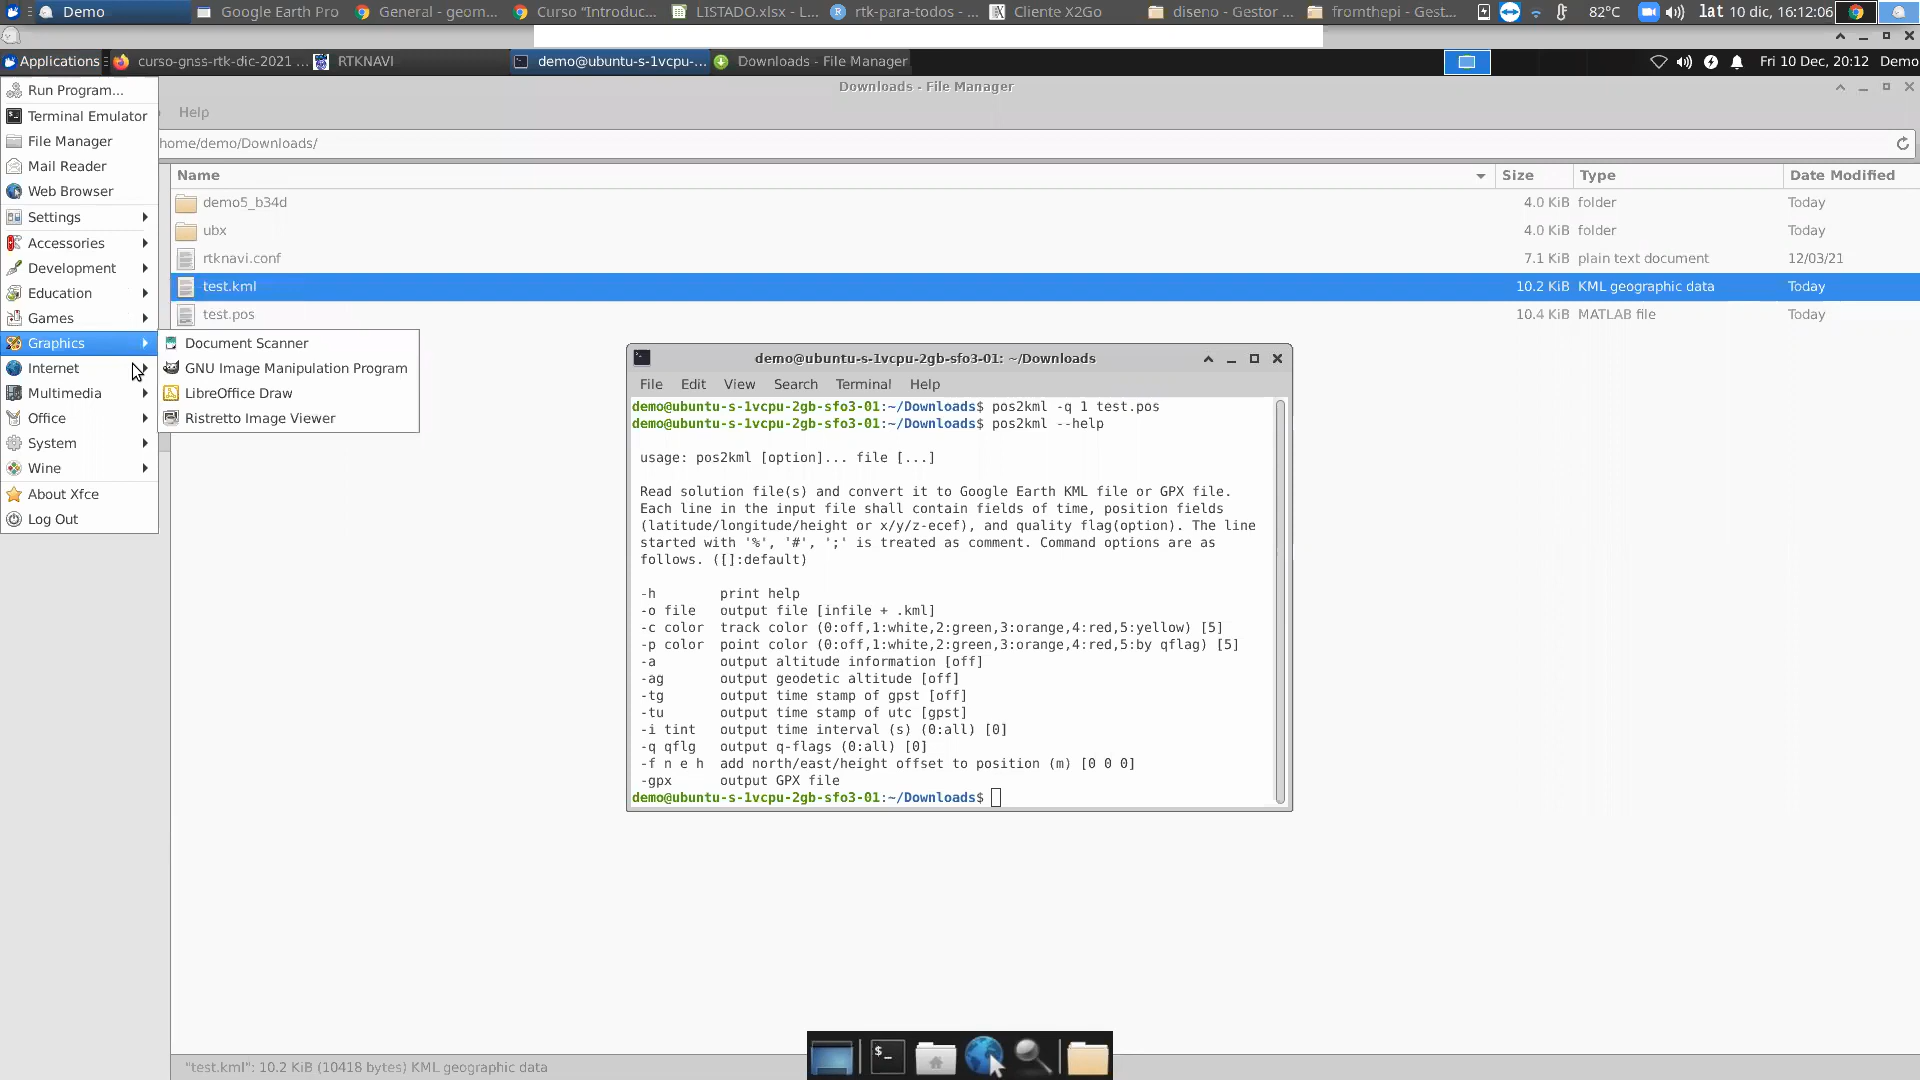 Demo
Google Earth Pro
General - geom...
Curso "Introduc...
LISTADO.xlsx - L...
rtk-para-todos - ...
Cliente X2Go
diseno - Gestor ...
fromthepi - Gest...
82°C
lat 10 dic, 16:12:06
Applications
curso-gnss-rtk-dic-2021 ...
RTKNAVI
demo@ubuntu-s-1vcpu-...
Downloads - File Manager
Fri 10 Dec, 20:12
Demo
Downloads - File Manager
Help
home/demo/Downloads/
Name
Size
Type
Date Modified
demo5_b34d
4.0 KiB
folder
Today
ubx
4.0 KiB
folder
Today
rtknavi.conf
7.1 KiB
plain text document
12/03/21
test.kml
10.2 KiB
KML geographic data
Today
test.pos
10.4 KiB
MATLAB file
Today
Run Program...
Terminal Emulator
File Manager
Mail Reader
Web Browser
Settings
Accessories
Development
Education
Games
Graphics
Internet
Multimedia
Office
System
Wine
About Xfce
Log Out
Document Scanner
GNU Image Manipulation Program
LibreOffice Draw
Ristretto Image Viewer
demo@ubuntu-s-1vcpu-2gb-sfo3-01: ~/Downloads
File Edit View Search Terminal Help
demo@ubuntu-s-1vcpu-2gb-sfo3-01:~/Downloads$ pos2kml -q 1 test.pos
demo@ubuntu-s-1vcpu-2gb-sfo3-01:~/Downloads$ pos2kml --help
usage: pos2kml [option]... file [...]
Read solution file(s) and convert it to Google Earth KML file or GPX file.
Each line in the input file shall contain fields of time, position fields
(latitude/longitude/height or x/y/z-ecef), and quality flag(option). The line
started with '%', '#', ';' is treated as comment. Command options are as
follows. ([]:default)
-h        print help
-o file   output file [infile + .kml]
-c color  track color (0:off,1:white,2:green,3:orange,4:red,5:yellow) [5]
-p color  point color (0:off,1:white,2:green,3:orange,4:red,5:by qflag) [5]
-a        output altitude information [off]
-ag       output geodetic altitude [off]
-tg       output time stamp of gpst [off]
-tu       output time stamp of utc [gpst]
-i tint   output time interval (s) (0:all) [0]
-q qflg   output q-flags (0:all) [0]
-f n e h  add north/east/height offset to position (m) [0 0 0]
-gpx      output GPX file
demo@ubuntu-s-1vcpu-2gb-sfo3-01:~/Downloads$
"test.kml": 10.2 KiB (10418 bytes) KML geographic data